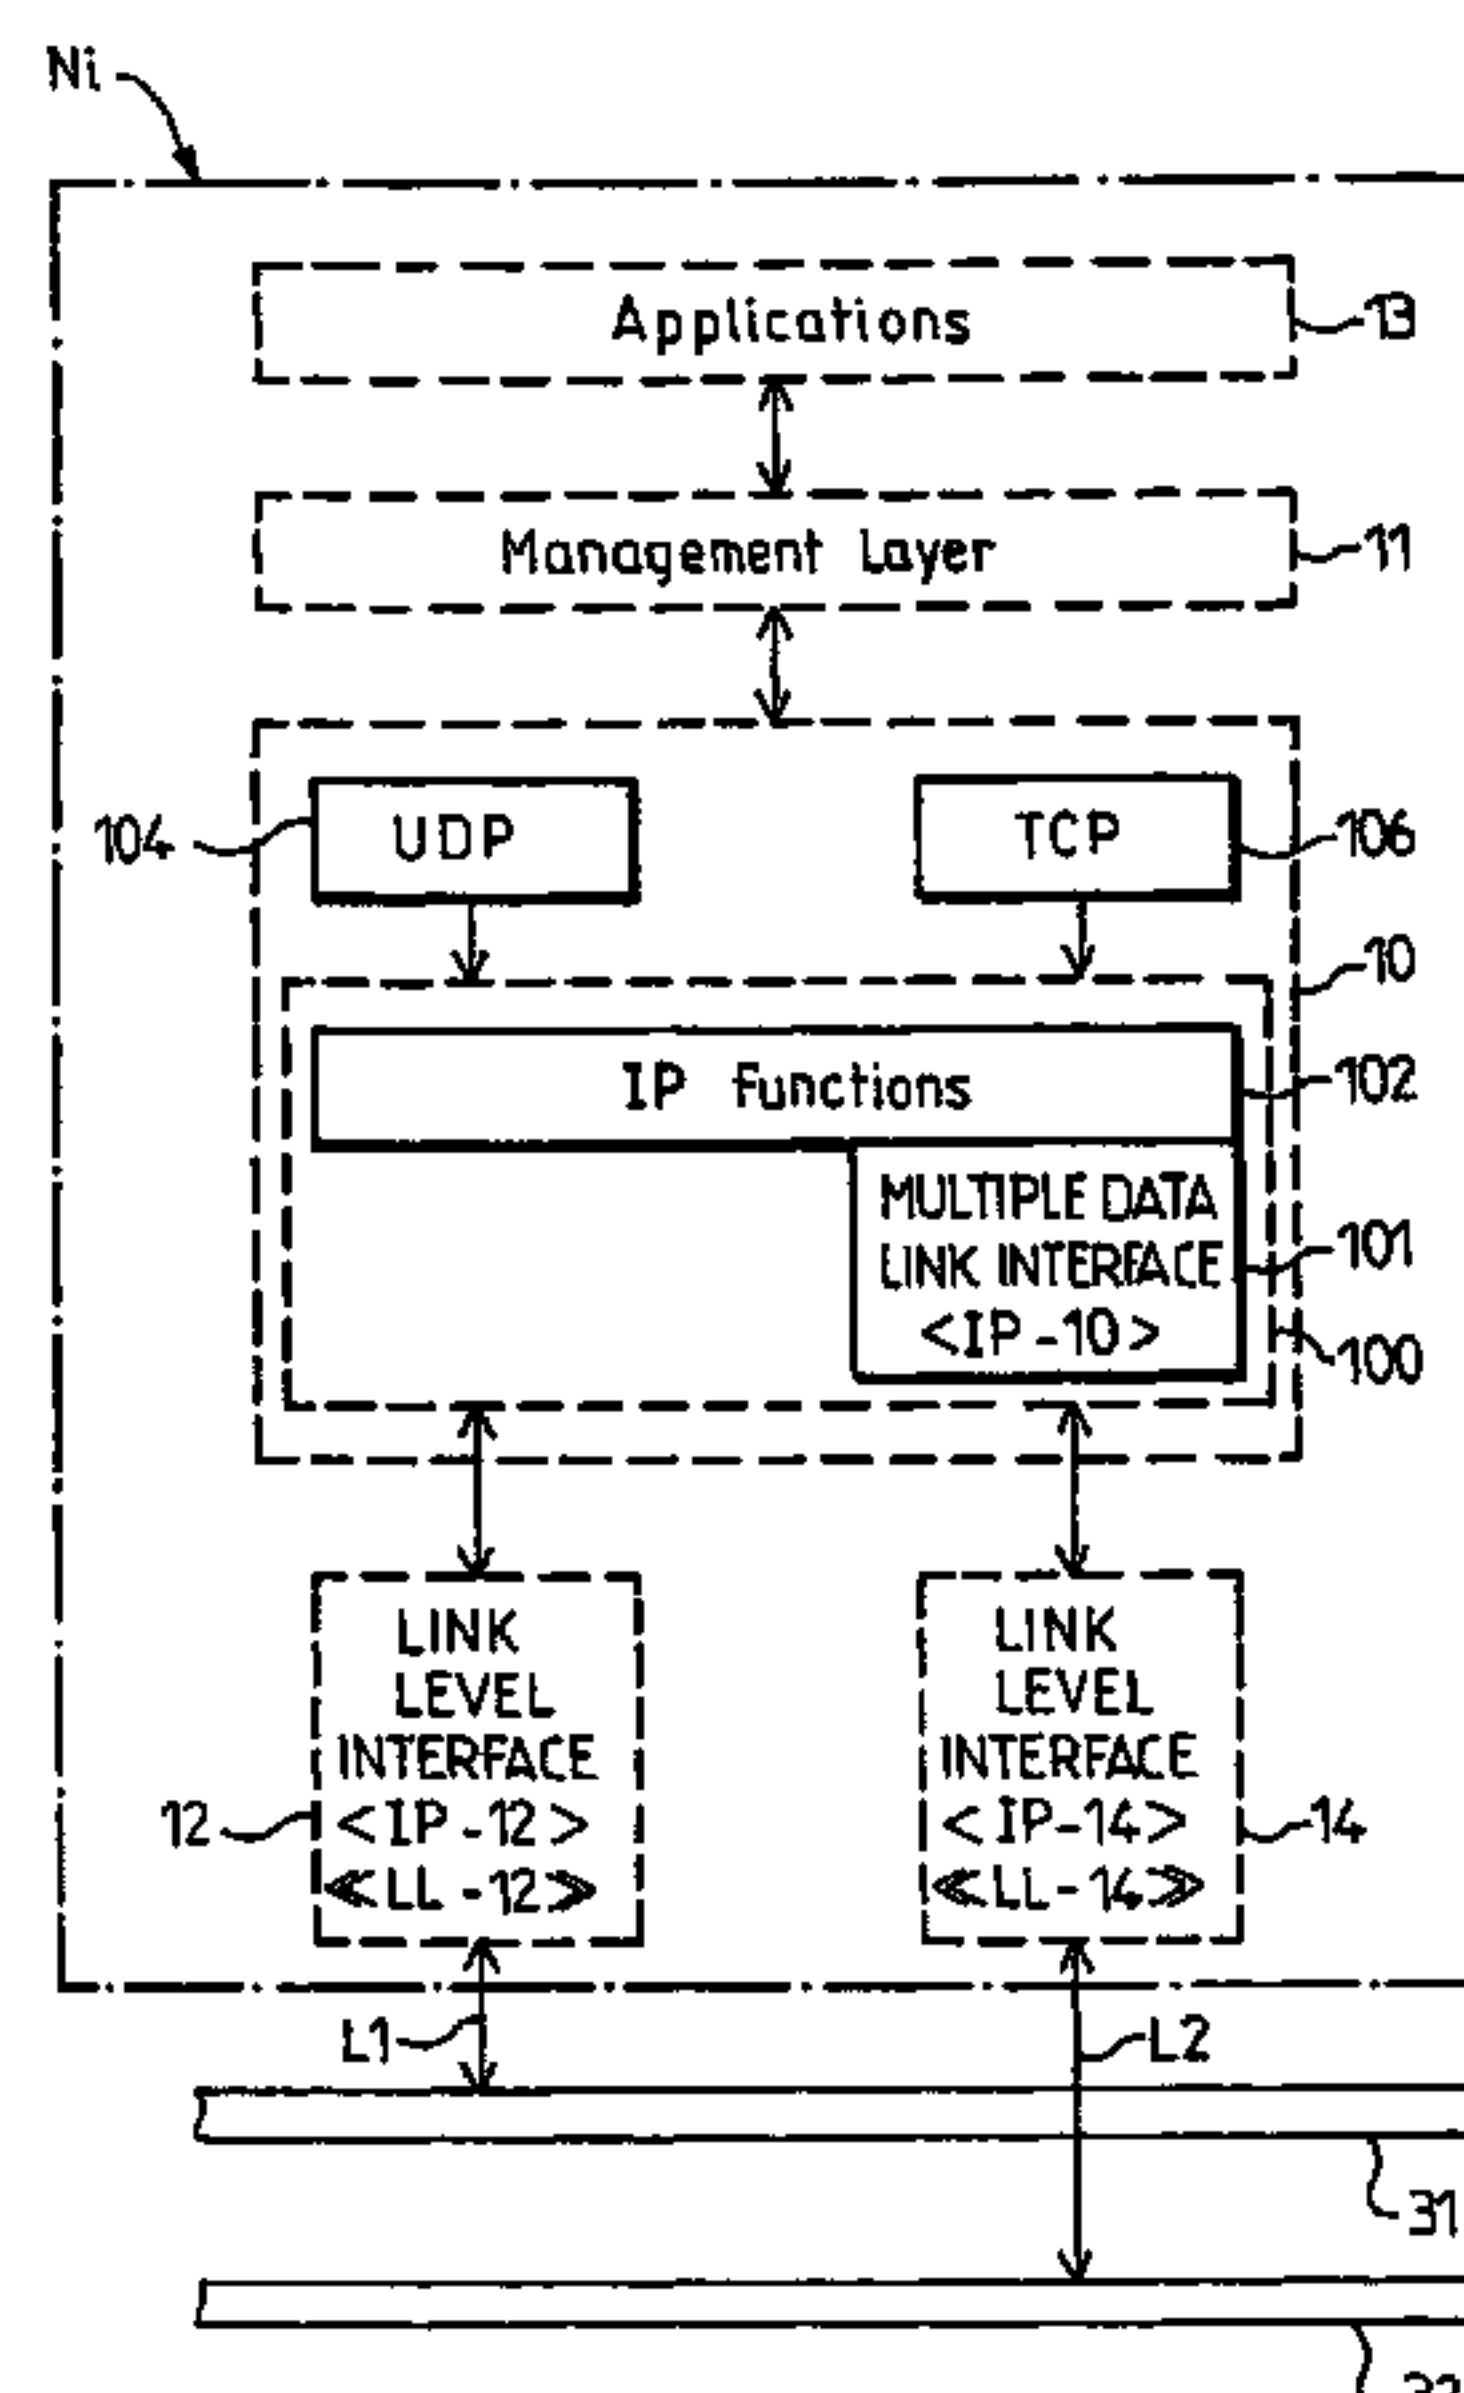 Ni
Applications
13
Management layer
11
104
UDP
TCP
106
10
IP functions
102
MULTIPLE DATA
LINK INTERFACE
<IP-10>
101
100
LINK
LEVEL
INTERFACE
<IP-12>
≪LL-12≫
12
LINK
LEVEL
INTERFACE
<IP-14>
≪LL-14≫
14
L1
L2
31